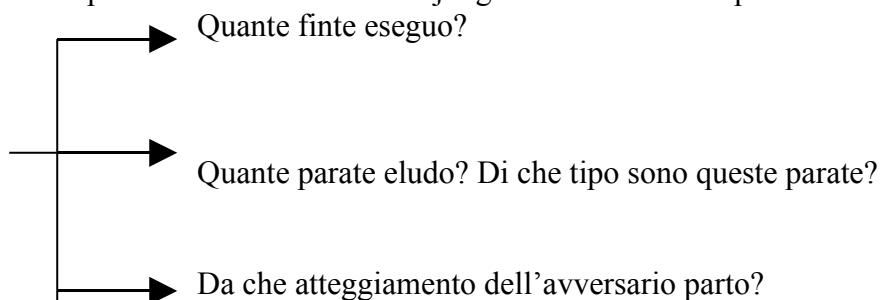 Quante finte eseguo?
Quante parate eludo? Di che tipo sono queste parate?
Da che atteggiamento dell’avversario parto?